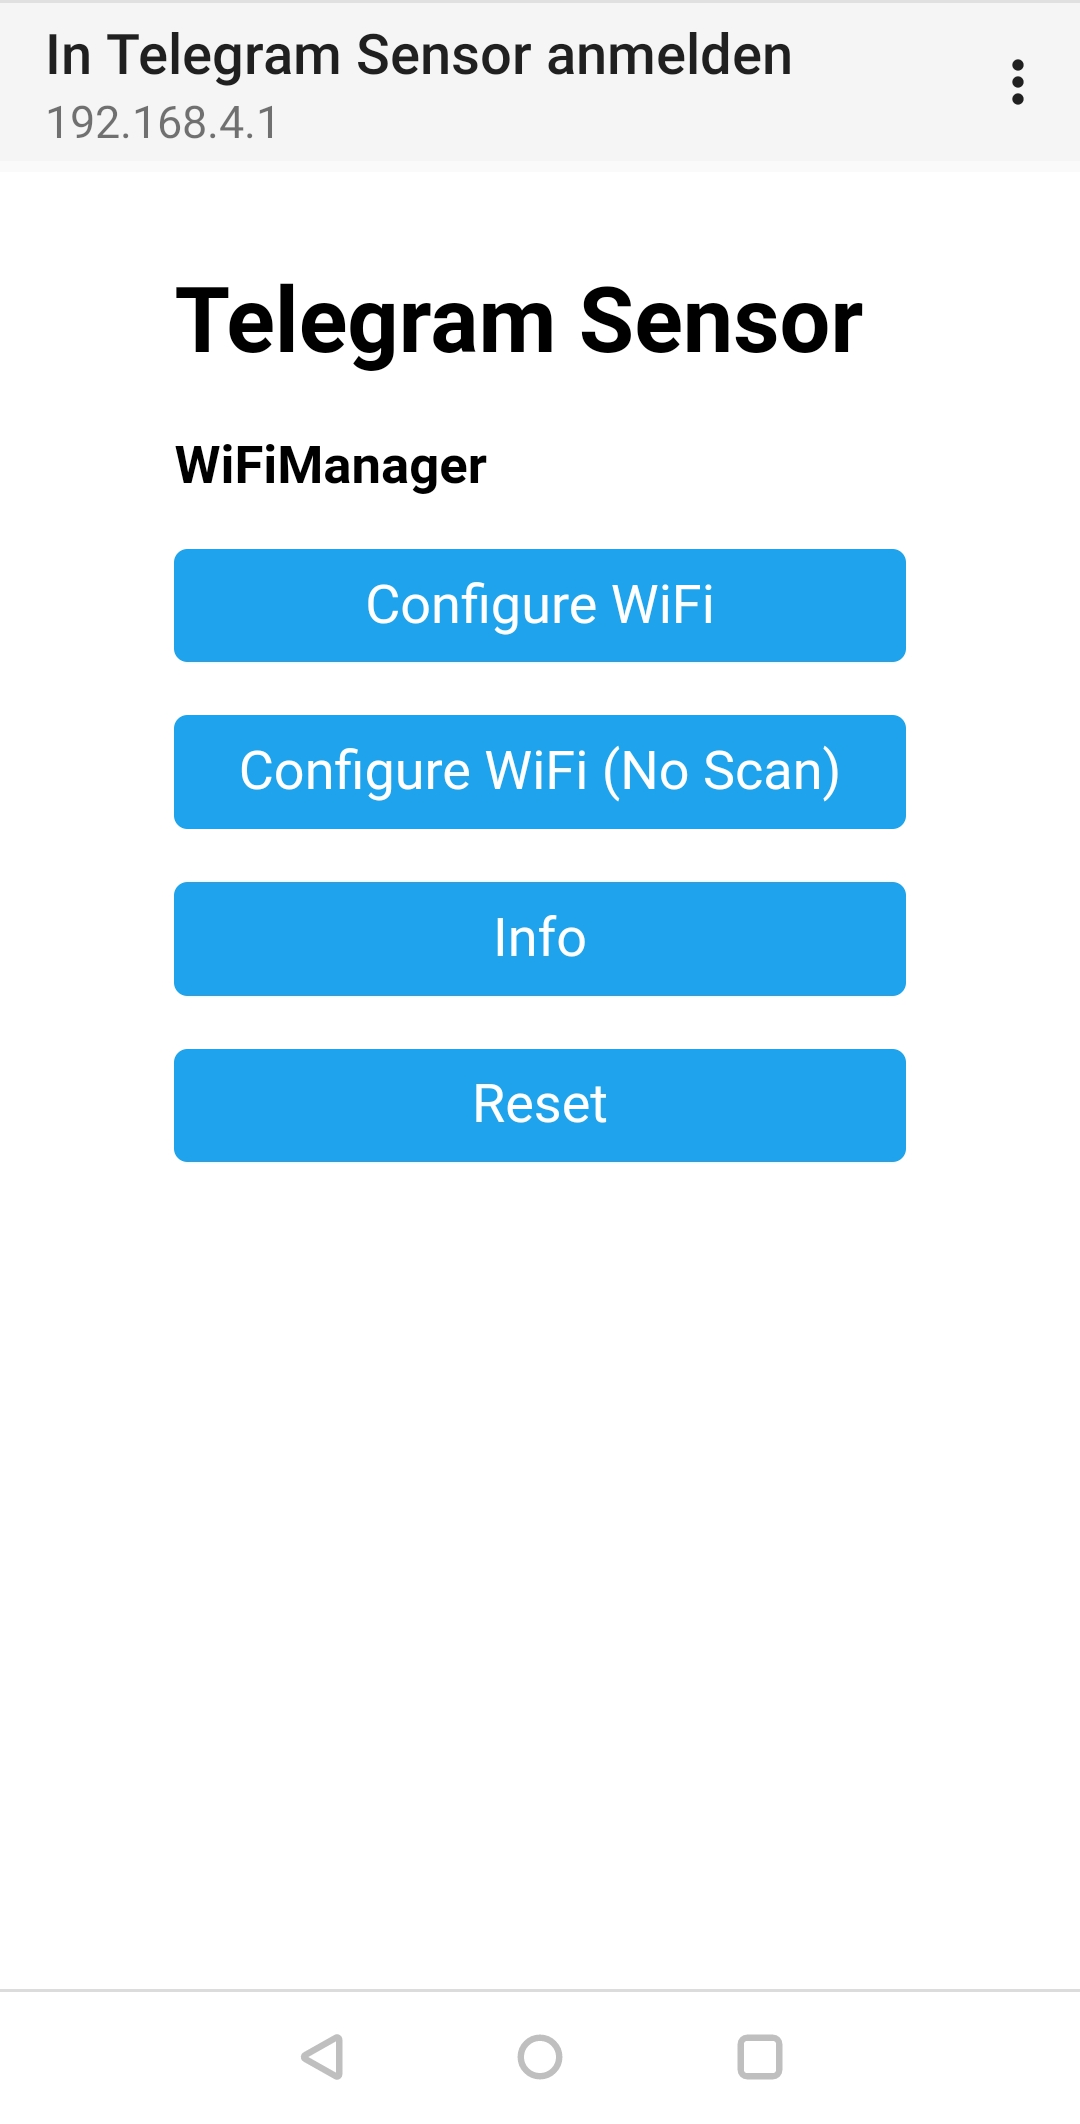 In Telegram Sensor anmelden
192.168.4.1
Telegram Sensor
WiFiManager
Configure WiFi
Configure WiFi (No Scan)
Info
Reset